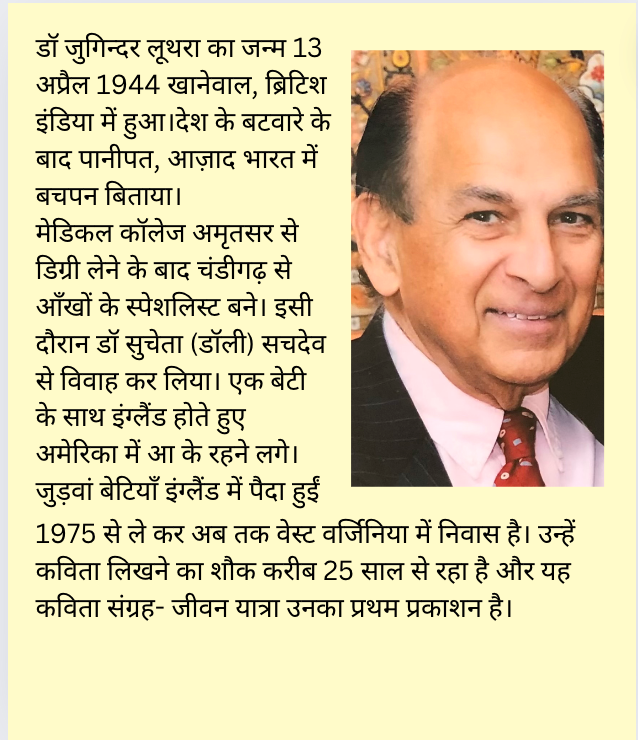 डॉ जुगिन्दर लूथरा का जन्म 13
अप्रैल 1944 खानेवाल, ब्रिटिश
इंडिया में हुआ।देश के बटवारे के
बाद पानीपत, आज़ाद भारत में
बचपन बिताया।
मेडिकल कॉलेज अमृतसर से
डिग्री लेने के बाद चंडीगढ़ से
आँखों के स्पेशलिस्ट बने। इसी
दौरान डॉ सुचेता (डॉली) सचदेव
से विवाह कर लिया। एक बेटी
के साथ इंग्लैंड होते हुए
अमेरिका में आ के रहने लगे।
जुड़वां बेटियाँ इंग्लैंड में पैदा हुईं
1975 से ले कर अब तक वेस्ट वर्जिनिया में निवास है। उन्हें
कविता लिखने का शौक करीब 25 साल से रहा है और यह
कविता संग्रह- जीवन यात्रा उनका प्रथम प्रकाशन है।